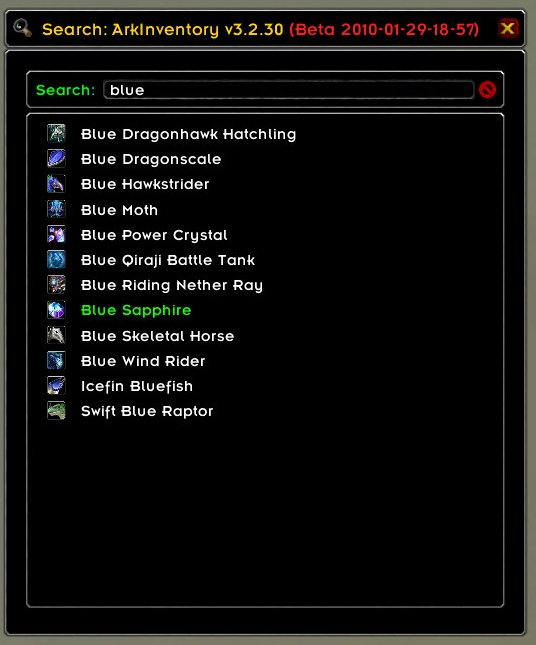 Search: ArkInventory v3.2.30 (Beta 2010-01-29-18-57)
Search: blue
Blue Dragonhawk Hatchling
Blue Dragonscale
Blue Hawkstrider
Blue Moth
Blue Power Crystal
Blue Qiraji Battle Tank
Blue Riding Nether Ray
Blue Sapphire
Blue Skeletal Horse
Blue Wind Rider
Icefin Bluefish
Swift Blue Raptor